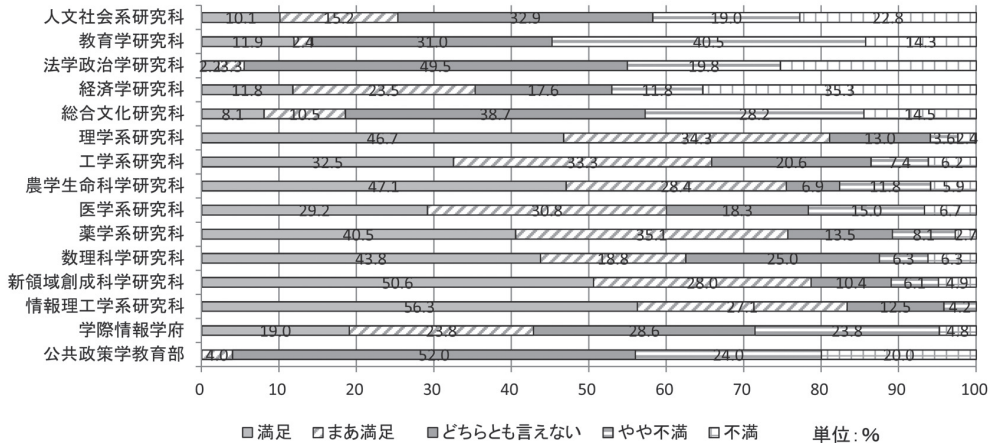 人文社会系研究科 10.1 15.2 32.9 19.0 22.8
教育学研究科 11.9 2.4 31.0 40.5 14.3
法学政治学研究科 2.2 3.3 49.5 19.8
経済学研究科 11.8 23.5 17.6 11.8 35.3
総合文化研究科 8.1 10.5 38.7 28.2 14.5
理学系研究科 46.7 34.3 13.0 3.6 2.4
工学系研究科 32.5 33.3 20.6 7.4 6.2
農学生命科学研究科 47.1 28.4 6.9 11.8 5.9
医学系研究科 29.2 30.8 18.3 15.0 6.7
薬学系研究科 40.5 35.1 13.5 8.1 2.7
数理科学研究科 43.8 18.8 25.0 6.3 6.3
新領域創成科学研究科 50.6 28.0 10.4 6.1 4.9
情報理工学系研究科 56.3 27.1 12.5 4.2
学際情報学府 19.0 23.8 28.6 23.8 4.8
公共政策学教育部 4.0 52.0 24.0 20.0
0 10 20 30 40 50 60 70 80 90 100
満足 まあ満足 どちらとも言えない やや不満 不満 単位：%